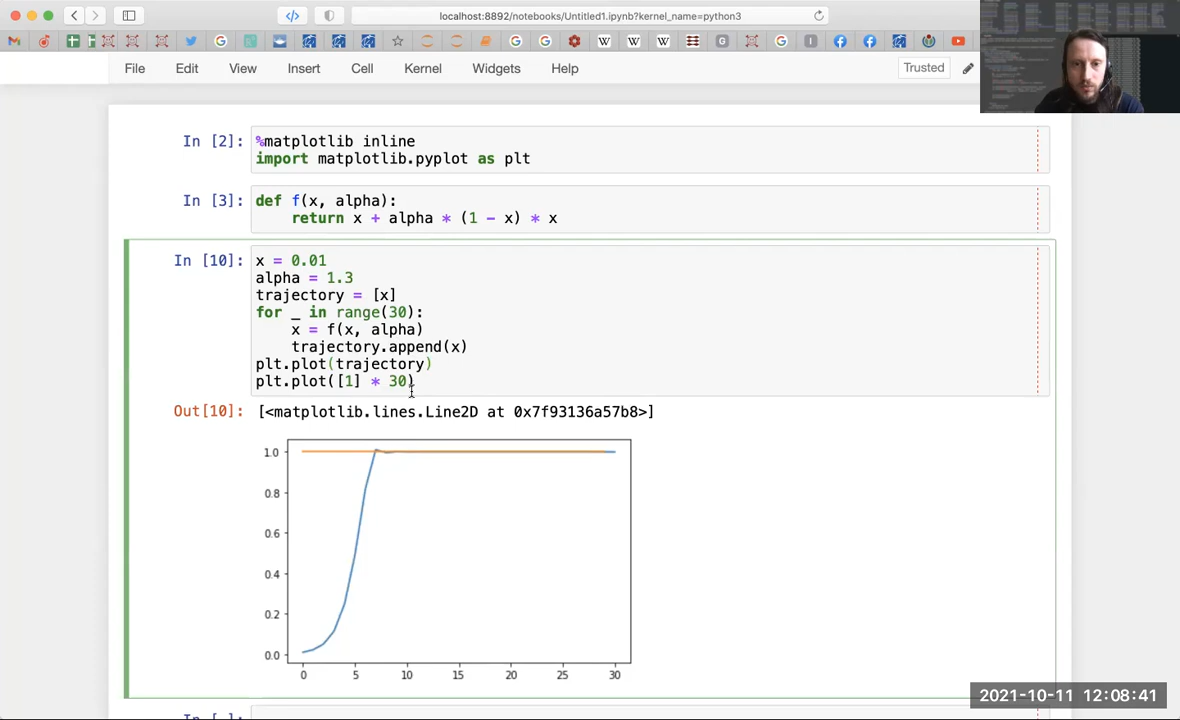 localhost:8892/notebooks/Untitled1.ipynb?kernel_name=python3
File Edit View Insert Cell Kernel Widgets Help Trusted
In [2]: %matplotlib inline
import matplotlib.pyplot as plt
In [3]: def f(x, alpha):
return x + alpha * (1 - x) * x
In [10]: x = 0.01
alpha = 1.3
trajectory = [x]
for _ in range(30):
x = f(x, alpha)
trajectory.append(x)
plt.plot(trajectory)
plt.plot([1] * 30)
Out[10]: [<matplotlib.lines.Line2D at 0x7f93136a57b8>]
1.0
0.8
0.6
0.4
0.2
0.0
0 5 10 15 20 25 30
2021-10-11 12:08:41